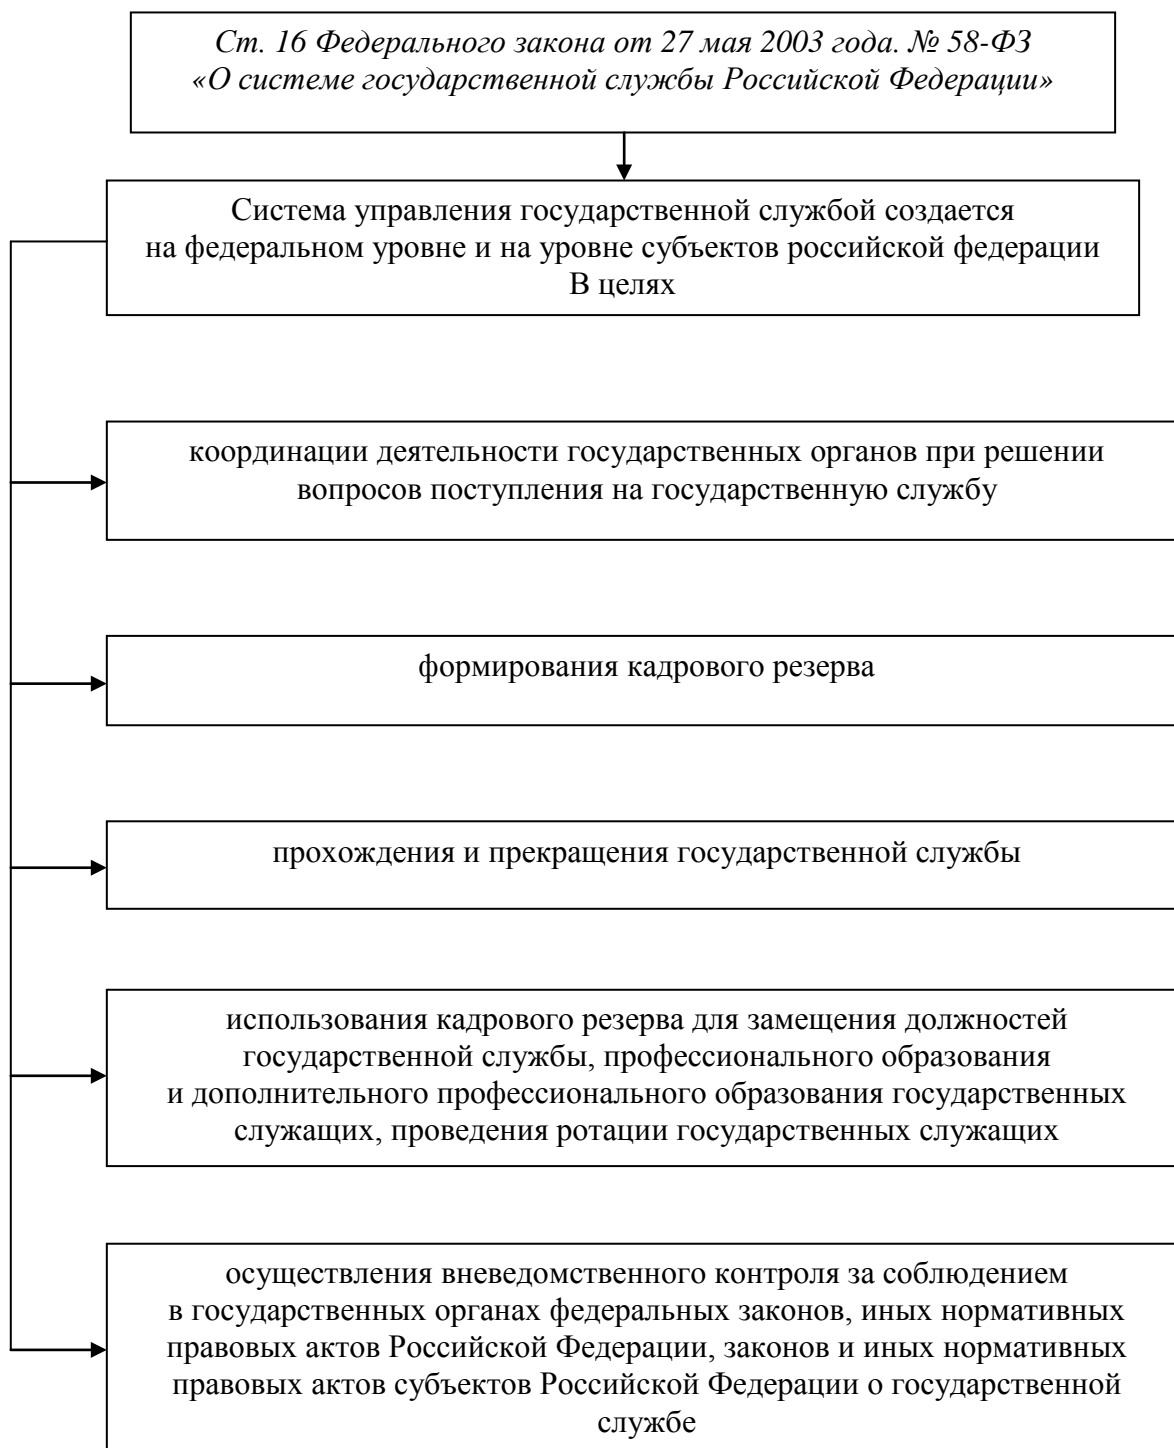 Ст. 16 Федерального закона от 27 мая 2003 года. № 58-ФЗ
«О системе государственной службы Российской Федерации»
Система управления государственной службой создается
на федеральном уровне и на уровне субъектов российской федерации
В целях
координации деятельности государственных органов при решении
вопросов поступления на государственную службу
формирования кадрового резерва
прохождения и прекращения государственной службы
использования кадрового резерва для замещения должностей
государственной службы, профессионального образования
и дополнительного профессионального образования государственных
служащих, проведения ротации государственных служащих
осуществления вневедомственного контроля за соблюдением
в государственных органах федеральных законов, иных нормативных
правовых актов Российской Федерации, законов и иных нормативных
правовых актов субъектов Российской Федерации о государственной
службе